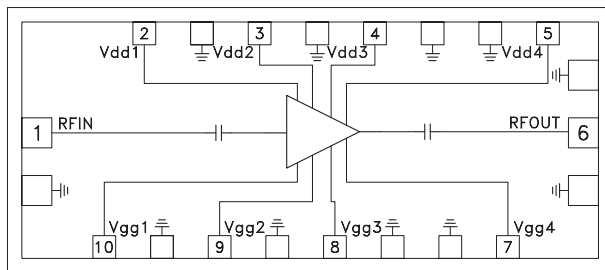 2 3 4 5
Vdd1 Vdd2 Vdd3 Vdd4
1 RFIN RFOUT 6
Vgg1 Vgg2 Vgg3 Vgg4
10 9 8 7